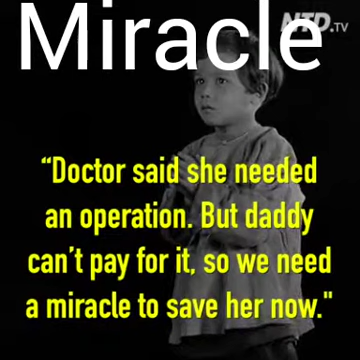 Miracle
NTD.TV
“Doctor said she needed
an operation. But daddy
can’t pay for it, so we need
a miracle to save her now."